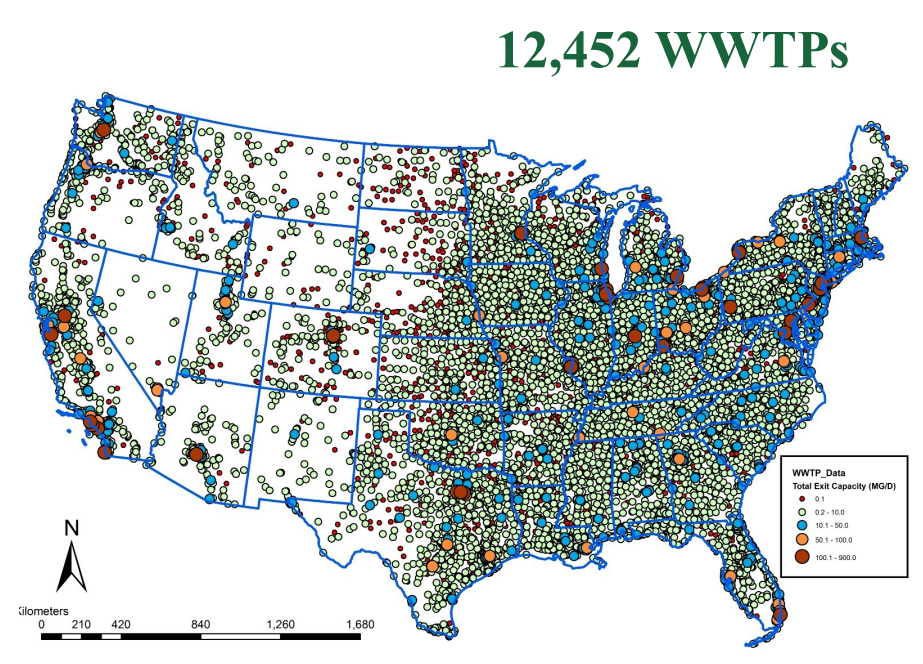 12,452 WWTPs
WWTP_Data
Total Exit Capacity (MG/D)
0.1
0.2 - 10.0
10.1 - 50.0
50.1 - 100.0
100.1 - 900.0
N
Kilometers
0 210 420 840 1,260 1,680